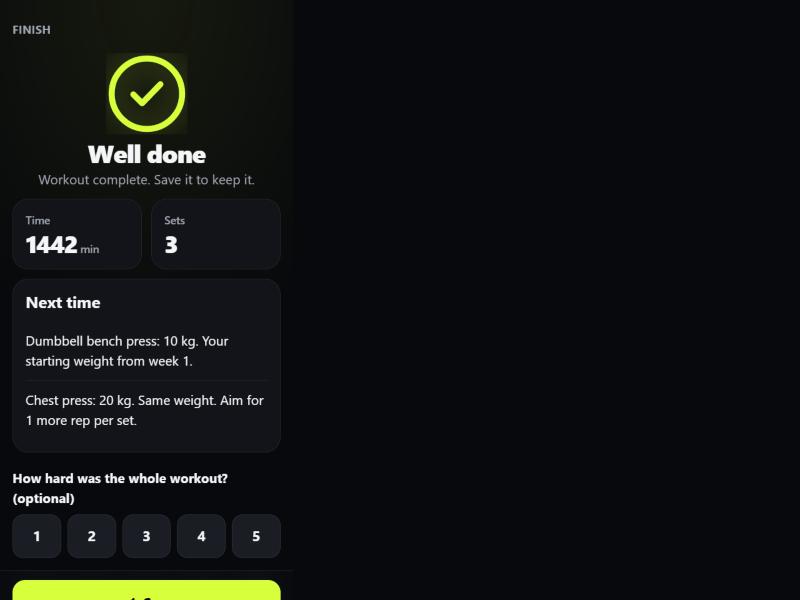 FINISH
Well done
Workout complete. Save it to keep it.
Time
1442 min
Sets
3
Next time
Dumbbell bench press: 10 kg. Your
starting weight from week 1.
Chest press: 20 kg. Same weight. Aim for
1 more rep per set.
How hard was the whole workout?
(optional)
1 2 3 4 5